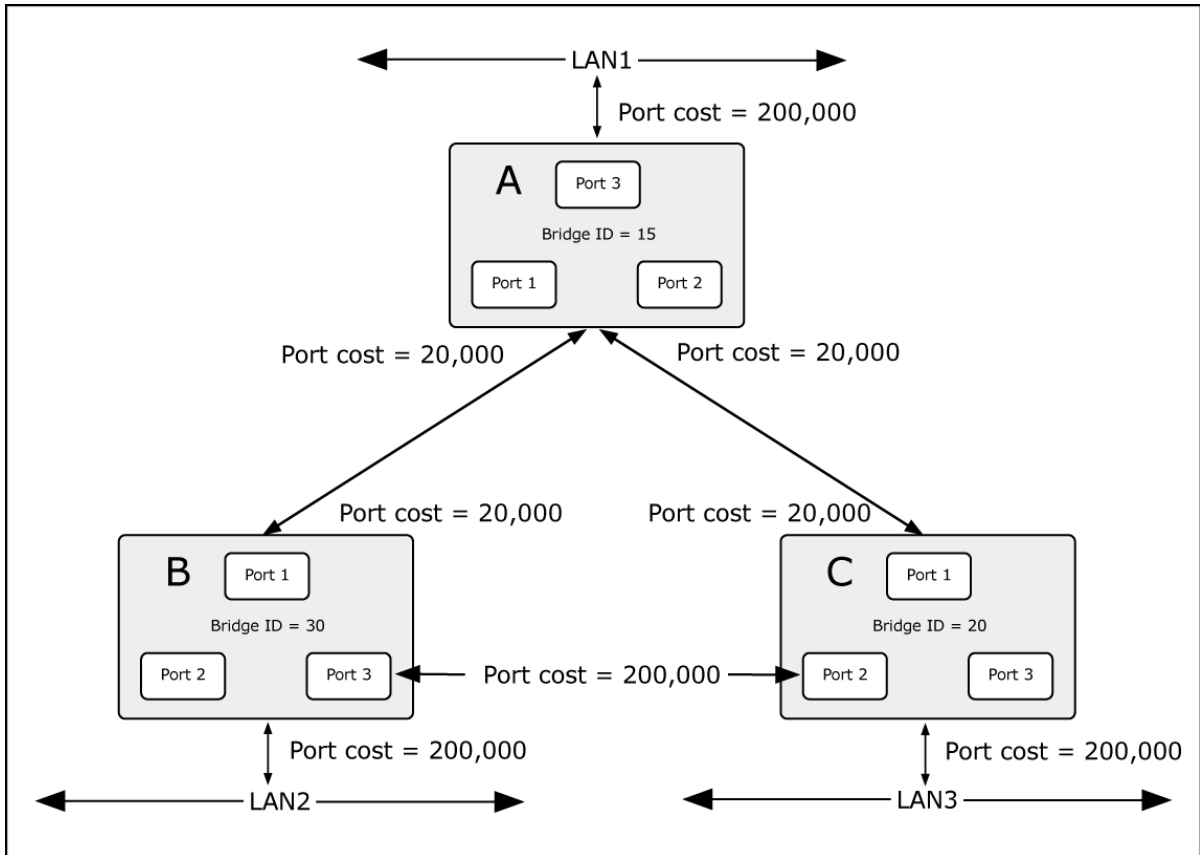 LAN1
Port cost = 200,000
A
Port 3
Bridge ID = 15
Port 1
Port 2
Port cost = 20,000
Port cost = 20,000
Port cost = 20,000
Port cost = 20,000
B
Port 1
Bridge ID = 30
Port 2
Port 3
Port cost = 200,000
C
Port 1
Bridge ID = 20
Port 2
Port 3
Port cost = 200,000
LAN2
Port cost = 200,000
LAN3